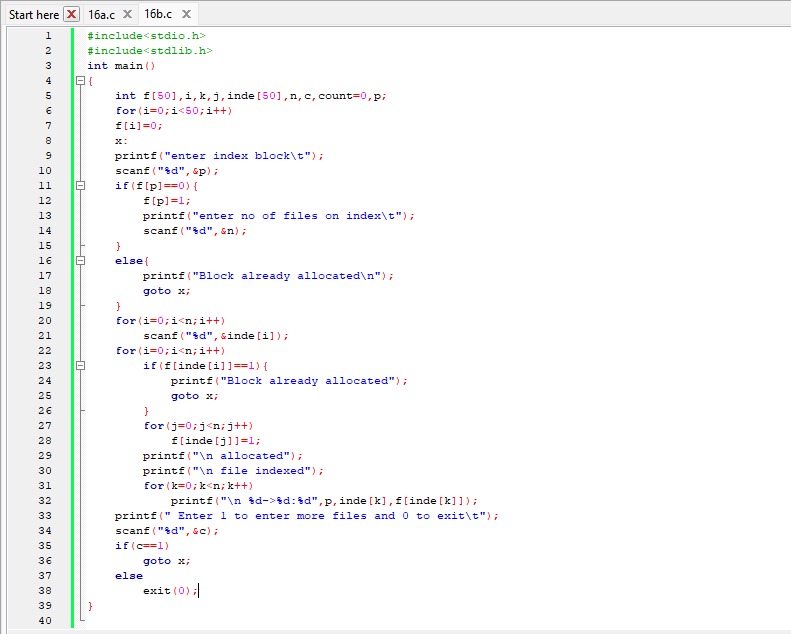 Start here 16a.c 16b.c
1 #include<stdio.h>
2 #include<stdlib.h>
3 int main()
4 {
5 int f[50],i,k,j,inde[50],n,c,count=0,p;
6 for(i=0;i<50;i++)
7 f[i]=0;
8 x:
9 printf("enter index block\t");
10 scanf("%d",&p);
11 if(f[p]==0){
12 f[p]=1;
13 printf("enter no of files on index\t");
14 scanf("%d",&n);
15 }
16 else{
17 printf("Block already allocated\n");
18 goto x;
19 }
20 for(i=0;i<n;i++)
21 scanf("%d",&inde[i]);
22 for(i=0;i<n;i++)
23 if(f[inde[i]]==1){
24 printf("Block already allocated");
25 goto x;
26 }
27 for(j=0;j<n;j++)
28 f[inde[j]]=1;
29 printf("\n allocated");
30 printf("\n file indexed");
31 for(k=0;k<n;k++)
32 printf("\n %d->%d:%d",p,inde[k],f[inde[k]]);
33 printf(" Enter 1 to enter more files and 0 to exit\t");
34 scanf("%d",&c);
35 if(c==1)
36 goto x;
37 else
38 exit(0);
39 }
40